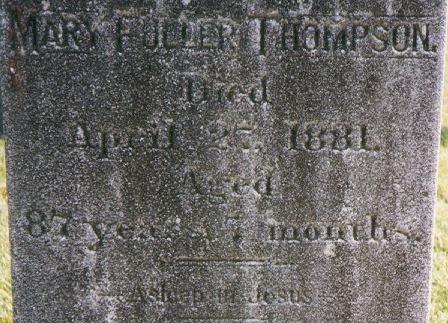 MARY FULLER THOMPSON.
Died
April 27, 1881.
Aged
87 years, 7 months.
Asleep in Jesus